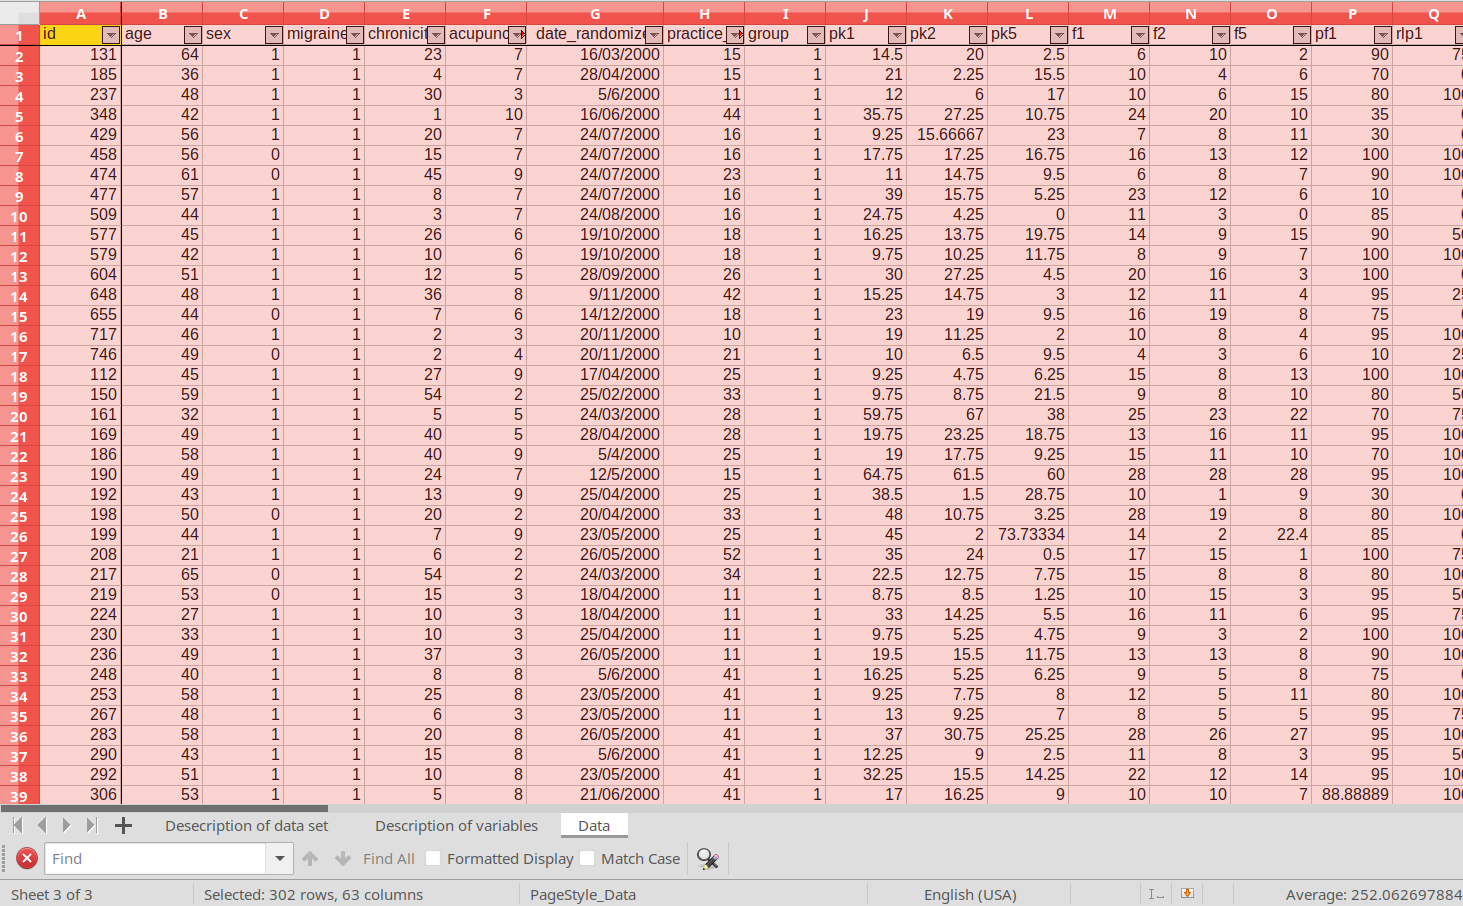 A B C D E F G H I J K L M N O P Q
1 id age sex migraine chronicit acupunc date_randomize practice_ group pk1 pk2 pk5 f1 f2 f5 pf1 rlp1
2 131 64 1 1 23 7 16/03/2000 15 1 14.5 20 2.5 6 10 2 90 75
3 185 36 1 1 4 7 28/04/2000 15 1 21 2.25 15.5 10 4 6 70
4 237 48 1 1 30 3 5/6/2000 11 1 12 6 17 10 6 15 80 100
5 348 42 1 1 1 10 16/06/2000 44 1 35.75 27.25 10.75 24 20 10 35
6 429 56 1 1 20 7 24/07/2000 16 1 9.25 15.66667 23 7 8 11 30
7 458 56 0 1 15 7 24/07/2000 16 1 17.75 17.25 16.75 16 13 12 100 100
8 474 61 0 1 45 9 24/07/2000 23 1 11 14.75 9.5 6 8 7 90 100
9 477 57 1 1 8 7 24/07/2000 16 1 39 15.75 5.25 23 12 6 10
10 509 44 1 1 3 7 24/08/2000 16 1 24.75 4.25 0 11 3 0 85
11 577 45 1 1 26 6 19/10/2000 18 1 16.25 13.75 19.75 14 9 15 90 50
12 579 42 1 1 10 6 19/10/2000 18 1 9.75 10.25 11.75 8 9 7 100 100
13 604 51 1 1 12 5 28/09/2000 26 1 30 27.25 4.5 20 16 3 100
14 648 48 1 1 36 8 9/11/2000 42 1 15.25 14.75 3 12 11 4 95 25
15 655 44 0 1 7 6 14/12/2000 18 1 23 19 9.5 16 19 8 75
16 717 46 1 1 2 3 20/11/2000 10 1 19 11.25 2 10 8 4 95 100
17 746 49 0 1 2 4 20/11/2000 21 1 10 6.5 9.5 4 3 6 10 25
18 112 45 1 1 27 9 17/04/2000 25 1 9.25 4.75 6.25 15 8 13 100 100
19 150 59 1 1 54 2 25/02/2000 33 1 9.75 8.75 21.5 9 8 10 80 50
20 161 32 1 1 5 5 24/03/2000 28 1 59.75 67 38 25 23 22 70 75
21 169 49 1 1 40 5 28/04/2000 28 1 19.75 23.25 18.75 13 16 11 95 100
22 186 58 1 1 40 9 5/4/2000 25 1 19 17.75 9.25 15 11 10 70 100
23 190 49 1 1 24 7 12/5/2000 15 1 64.75 61.5 60 28 28 28 95 100
24 192 43 1 1 13 9 25/04/2000 25 1 38.5 1.5 28.75 10 1 9 30
25 198 50 0 1 20 2 20/04/2000 33 1 48 10.75 3.25 28 19 8 80 100
26 199 44 1 1 7 9 23/05/2000 25 1 45 2 73.73334 14 2 22.4 85
27 208 21 1 1 6 2 26/05/2000 52 1 35 24 0.5 17 15 1 100 75
28 217 65 0 1 54 2 24/03/2000 34 1 22.5 12.75 7.75 15 8 8 80 100
29 219 53 0 1 15 3 18/04/2000 11 1 8.75 8.5 1.25 10 15 3 95 50
30 224 27 1 1 10 3 18/04/2000 11 1 33 14.25 5.5 16 11 6 95 75
31 230 33 1 1 10 3 25/04/2000 11 1 9.75 5.25 4.75 9 3 2 100 100
32 236 49 1 1 37 3 26/05/2000 11 1 19.5 15.5 11.75 13 13 8 90 100
33 248 40 1 1 8 8 5/6/2000 41 1 16.25 5.25 6.25 9 5 8 75
34 253 58 1 1 25 8 23/05/2000 41 1 9.25 7.75 8 12 5 11 80 100
35 267 48 1 1 6 3 23/05/2000 11 1 13 9.25 7 8 5 5 95 75
36 283 58 1 1 20 8 26/05/2000 41 1 37 30.75 25.25 28 26 27 95 100
37 290 43 1 1 15 8 5/6/2000 41 1 12.25 9 2.5 11 8 3 95 50
38 292 51 1 1 10 8 23/05/2000 41 1 32.25 15.5 14.25 22 12 14 95 100
39 306 53 1 1 5 8 21/06/2000 41 1 17 16.25 9 10 10 7 88.88889 100
Desecription of data set Description of variables Data
Find Find All Formatted Display Match Case
Sheet 3 of 3 Selected: 302 rows, 63 columns PageStyle_Data English (USA) Average: 252.062697884